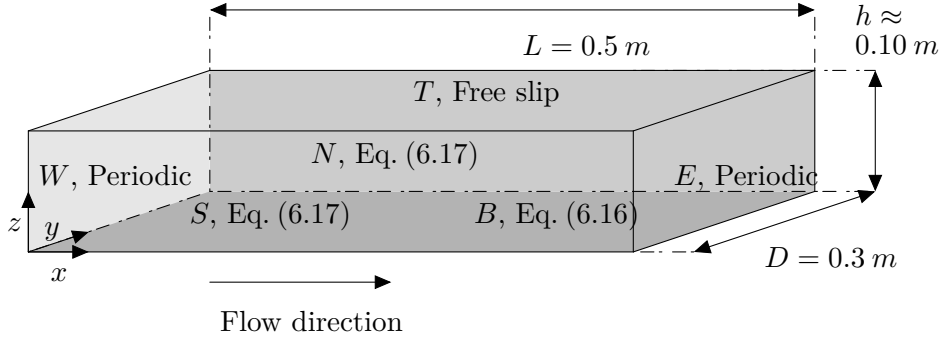 h ≈
0.10 m
L = 0.5 m
T, Free slip
N, Eq. (6.17)
W, Periodic
E, Periodic
S, Eq. (6.17)
B, Eq. (6.16)
z
y
x
D = 0.3 m
Flow direction